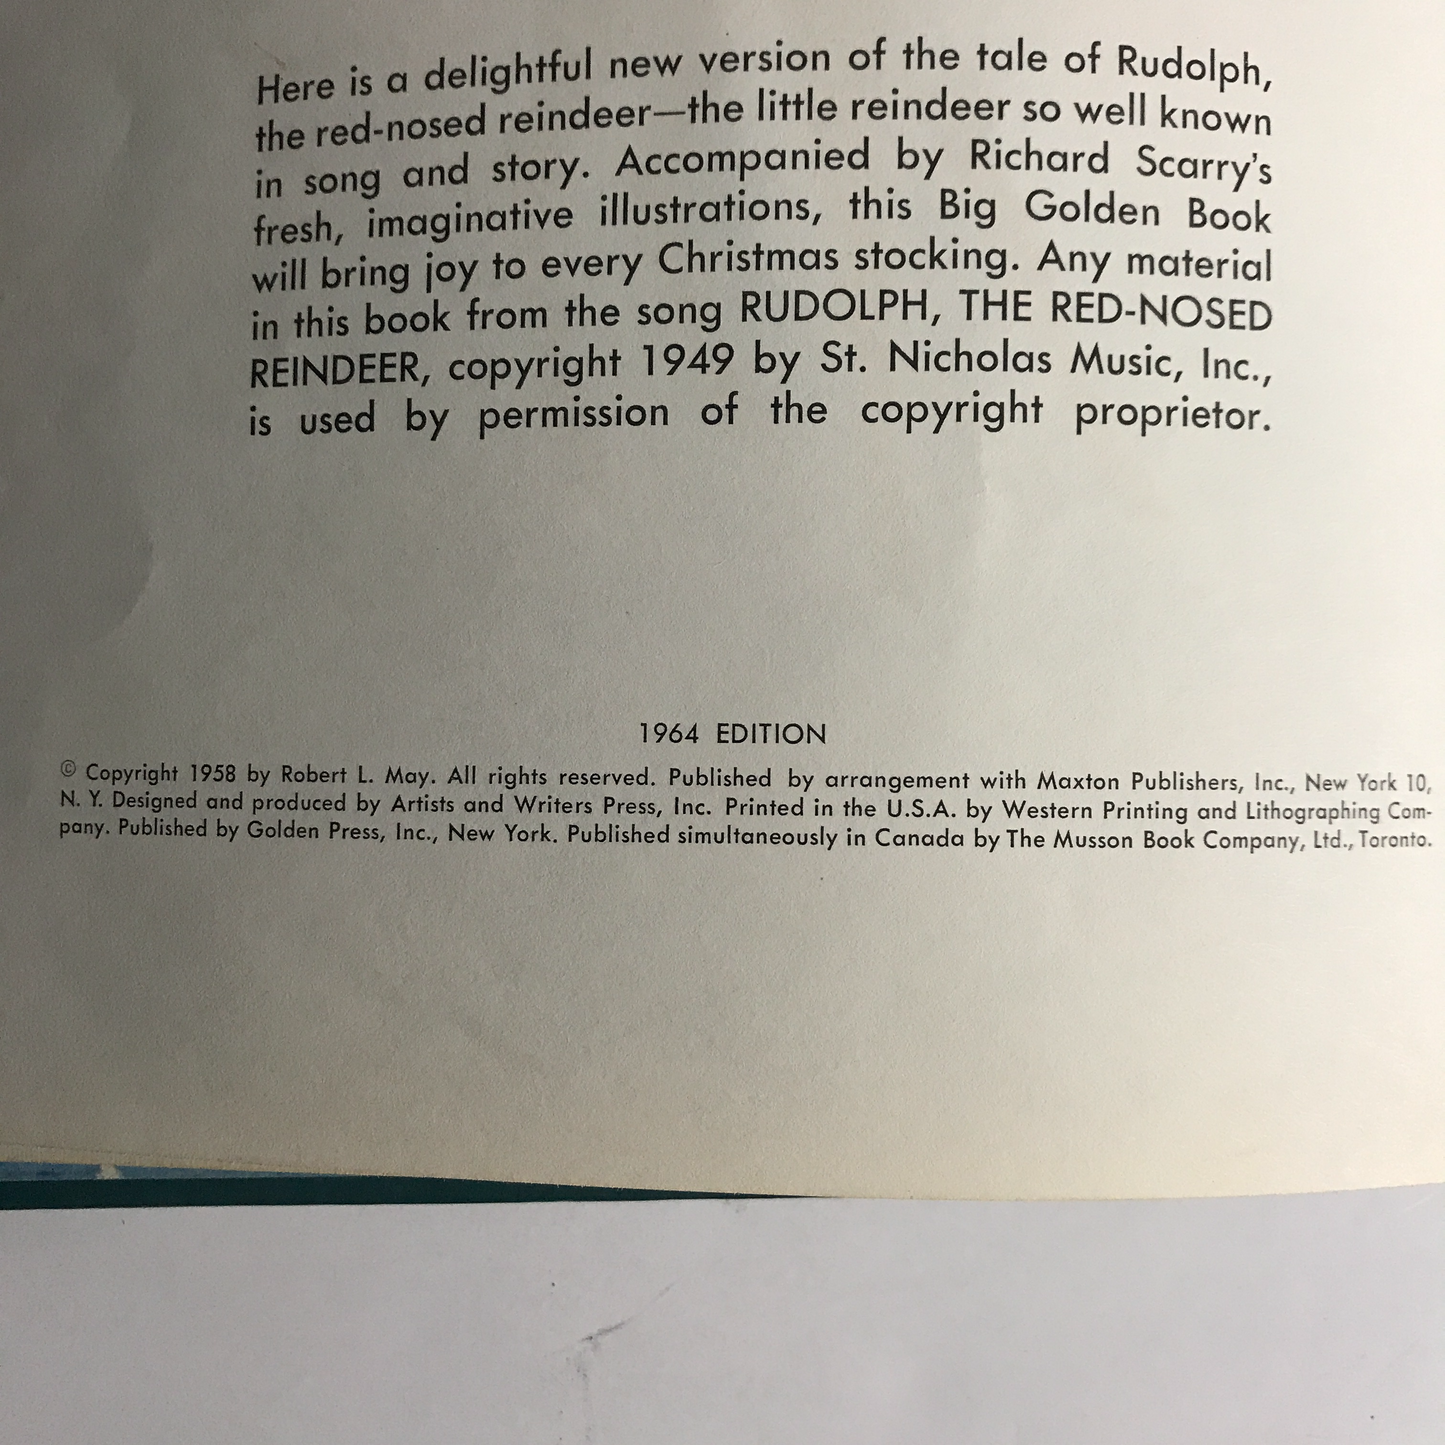 Here is a delightful new version of the tale of Rudolph,
the red-nosed reindeer—the little reindeer so well known
in song and story. Accompanied by Richard Scarry's
fresh, imaginative illustrations, this Big Golden Book
will bring joy to every Christmas stocking. Any material
in this book from the song RUDOLPH, THE RED-NOSED
REINDEER, copyright 1949 by St. Nicholas Music, Inc.,
is used by permission of the copyright proprietor.
1964 EDITION
© Copyright 1958 by Robert L. May. All rights reserved. Published by arrangement with Maxton Publishers, Inc., New York 10,
N. Y. Designed and produced by Artists and Writers Press, Inc. Printed in the U.S.A. by Western Printing and Lithographing Com-
pany. Published by Golden Press, Inc., New York. Published simultaneously in Canada by The Musson Book Company, Ltd., Toronto.